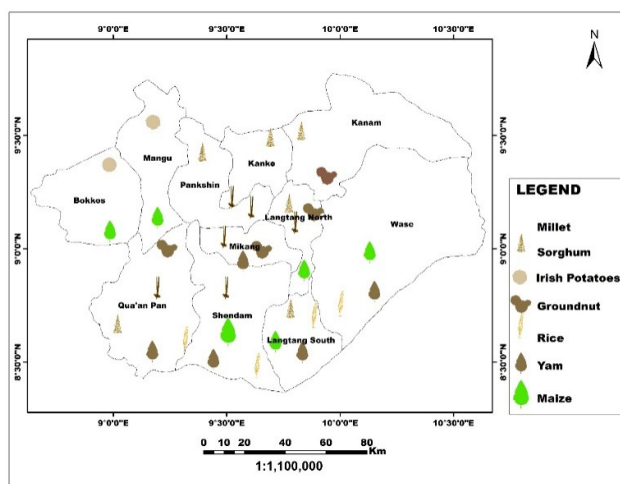 9°0'0"E 9°30'0"E 10°0'0"E 10°30'0"E
N
9°30'0"N 9°30'0"N
Kanam
Mangu
Kanke
Pankshin
Bokkos
Langtang North
Wase
9°0'0"N 9°0'0"N
Mikang
Qua'an Pan
Shendam
Langtang South
8°30'0"N 8°30'0"N
9°0'0"E 9°30'0"E 10°0'0"E 10°30'0"E
0 10 20 40 60 80
Km
1:1,100,000
LEGEND
Millet
Sorghum
Irish Potatoes
Groundnut
Rice
Yam
Maize